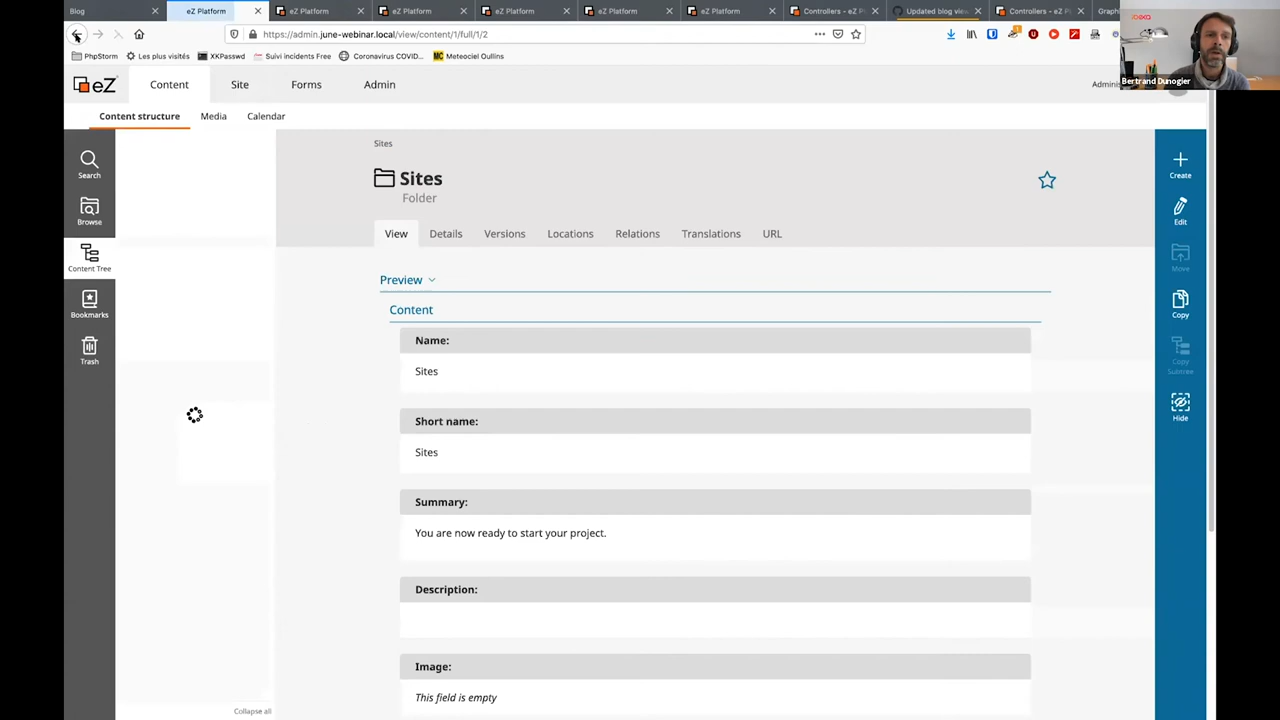 Blog
eZ Platform
eZ Platform
eZ Platform
eZ Platform
eZ Platform
eZ Platform
Controllers - eZ P
Updated blog view
Controllers - eZ P
Graph
https://admin.june-webinar.local/view/content/1/full/1/2
PhpStorm
Les plus visités
XKPasswd
Suivi incidents Free
Coronavirus COVID...
Meteociel Oullins
Bertrand Dunogier
eZ
Content
Site
Forms
Admin
Adminis
Content structure
Media
Calendar
Search
Browse
Content Tree
Bookmarks
Trash
Collapse all
Sites
Sites
Folder
View
Details
Versions
Locations
Relations
Translations
URL
Preview
Content
Name:
Sites
Short name:
Sites
Summary:
You are now ready to start your project.
Description:
Image:
This field is empty
Create
Edit
Move
Copy
Copy
Subtree
Hide